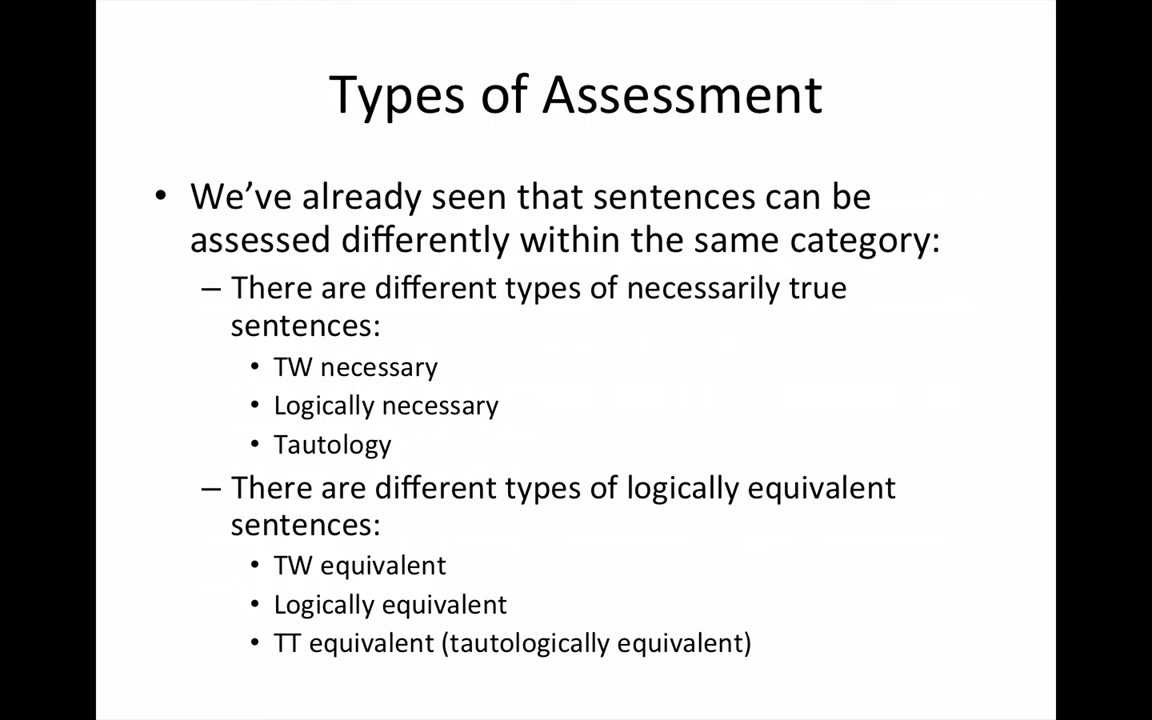 Types of Assessment
• We’ve already seen that sentences can be
assessed differently within the same category:
– There are different types of necessarily true
sentences:
• TW necessary
• Logically necessary
• Tautology
– There are different types of logically equivalent
sentences:
• TW equivalent
• Logically equivalent
• TT equivalent (tautologically equivalent)